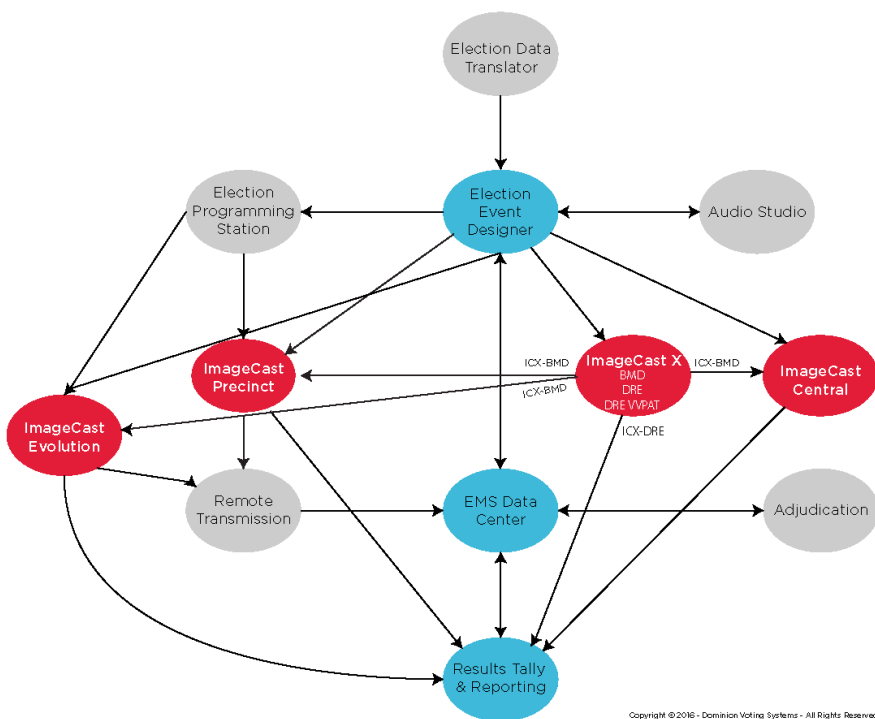 Election Data
Translator
Election
Programming
Station
Election
Event
Designer
Audio Studio
ImageCast
Precinct
ICX-BMD
ImageCast X
BMD
DRE
DRE VVPAT
ICX-BMD
ImageCast
Central
ICX-BMD
ImageCast
Evolution
ICX-DRE
Remote
Transmission
EMS Data
Center
Adjudication
Results Tally
& Reporting
Copyright © 2016 - Dominion Voting Systems - All Rights Reserved